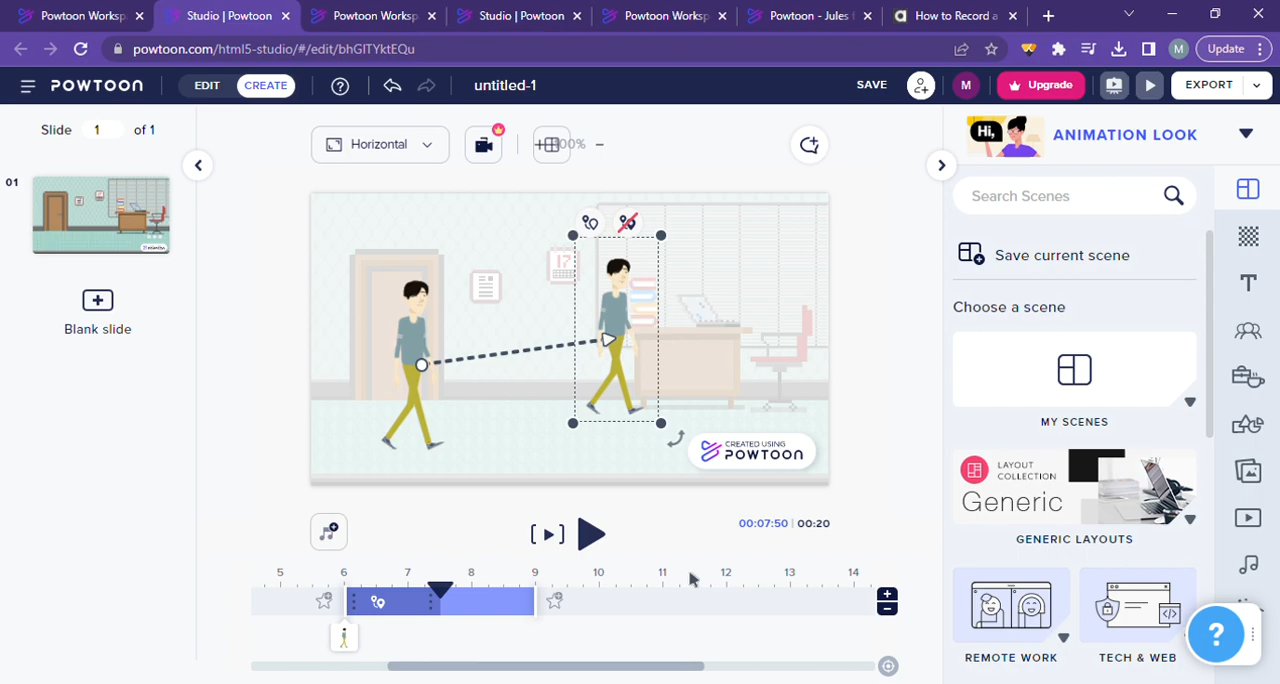 Powtoon Worksp
Studio | Powtoon
Powtoon Worksp
Studio | Powtoon
Powtoon Worksp
Powtoon - Jules f
How to Record a
powtoon.com/html5-studio/#/edit/bhGlTYktEQu
M
Update
POWTOON
EDIT
CREATE
untitled-1
SAVE
M
Upgrade
EXPORT
Slide 1 of 1
Horizontal
Hi,
ANIMATION LOOK
Search Scenes
01
Save current scene
17
Blank slide
Choose a scene
MY SCENES
CREATED USING
POWTOON
LAYOUT
COLLECTION
Generic
GENERIC LAYOUTS
00:07:50 | 00:20
5 6 7 8 9 10 11 12 13 14
REMOTE WORK
TECH & WEB